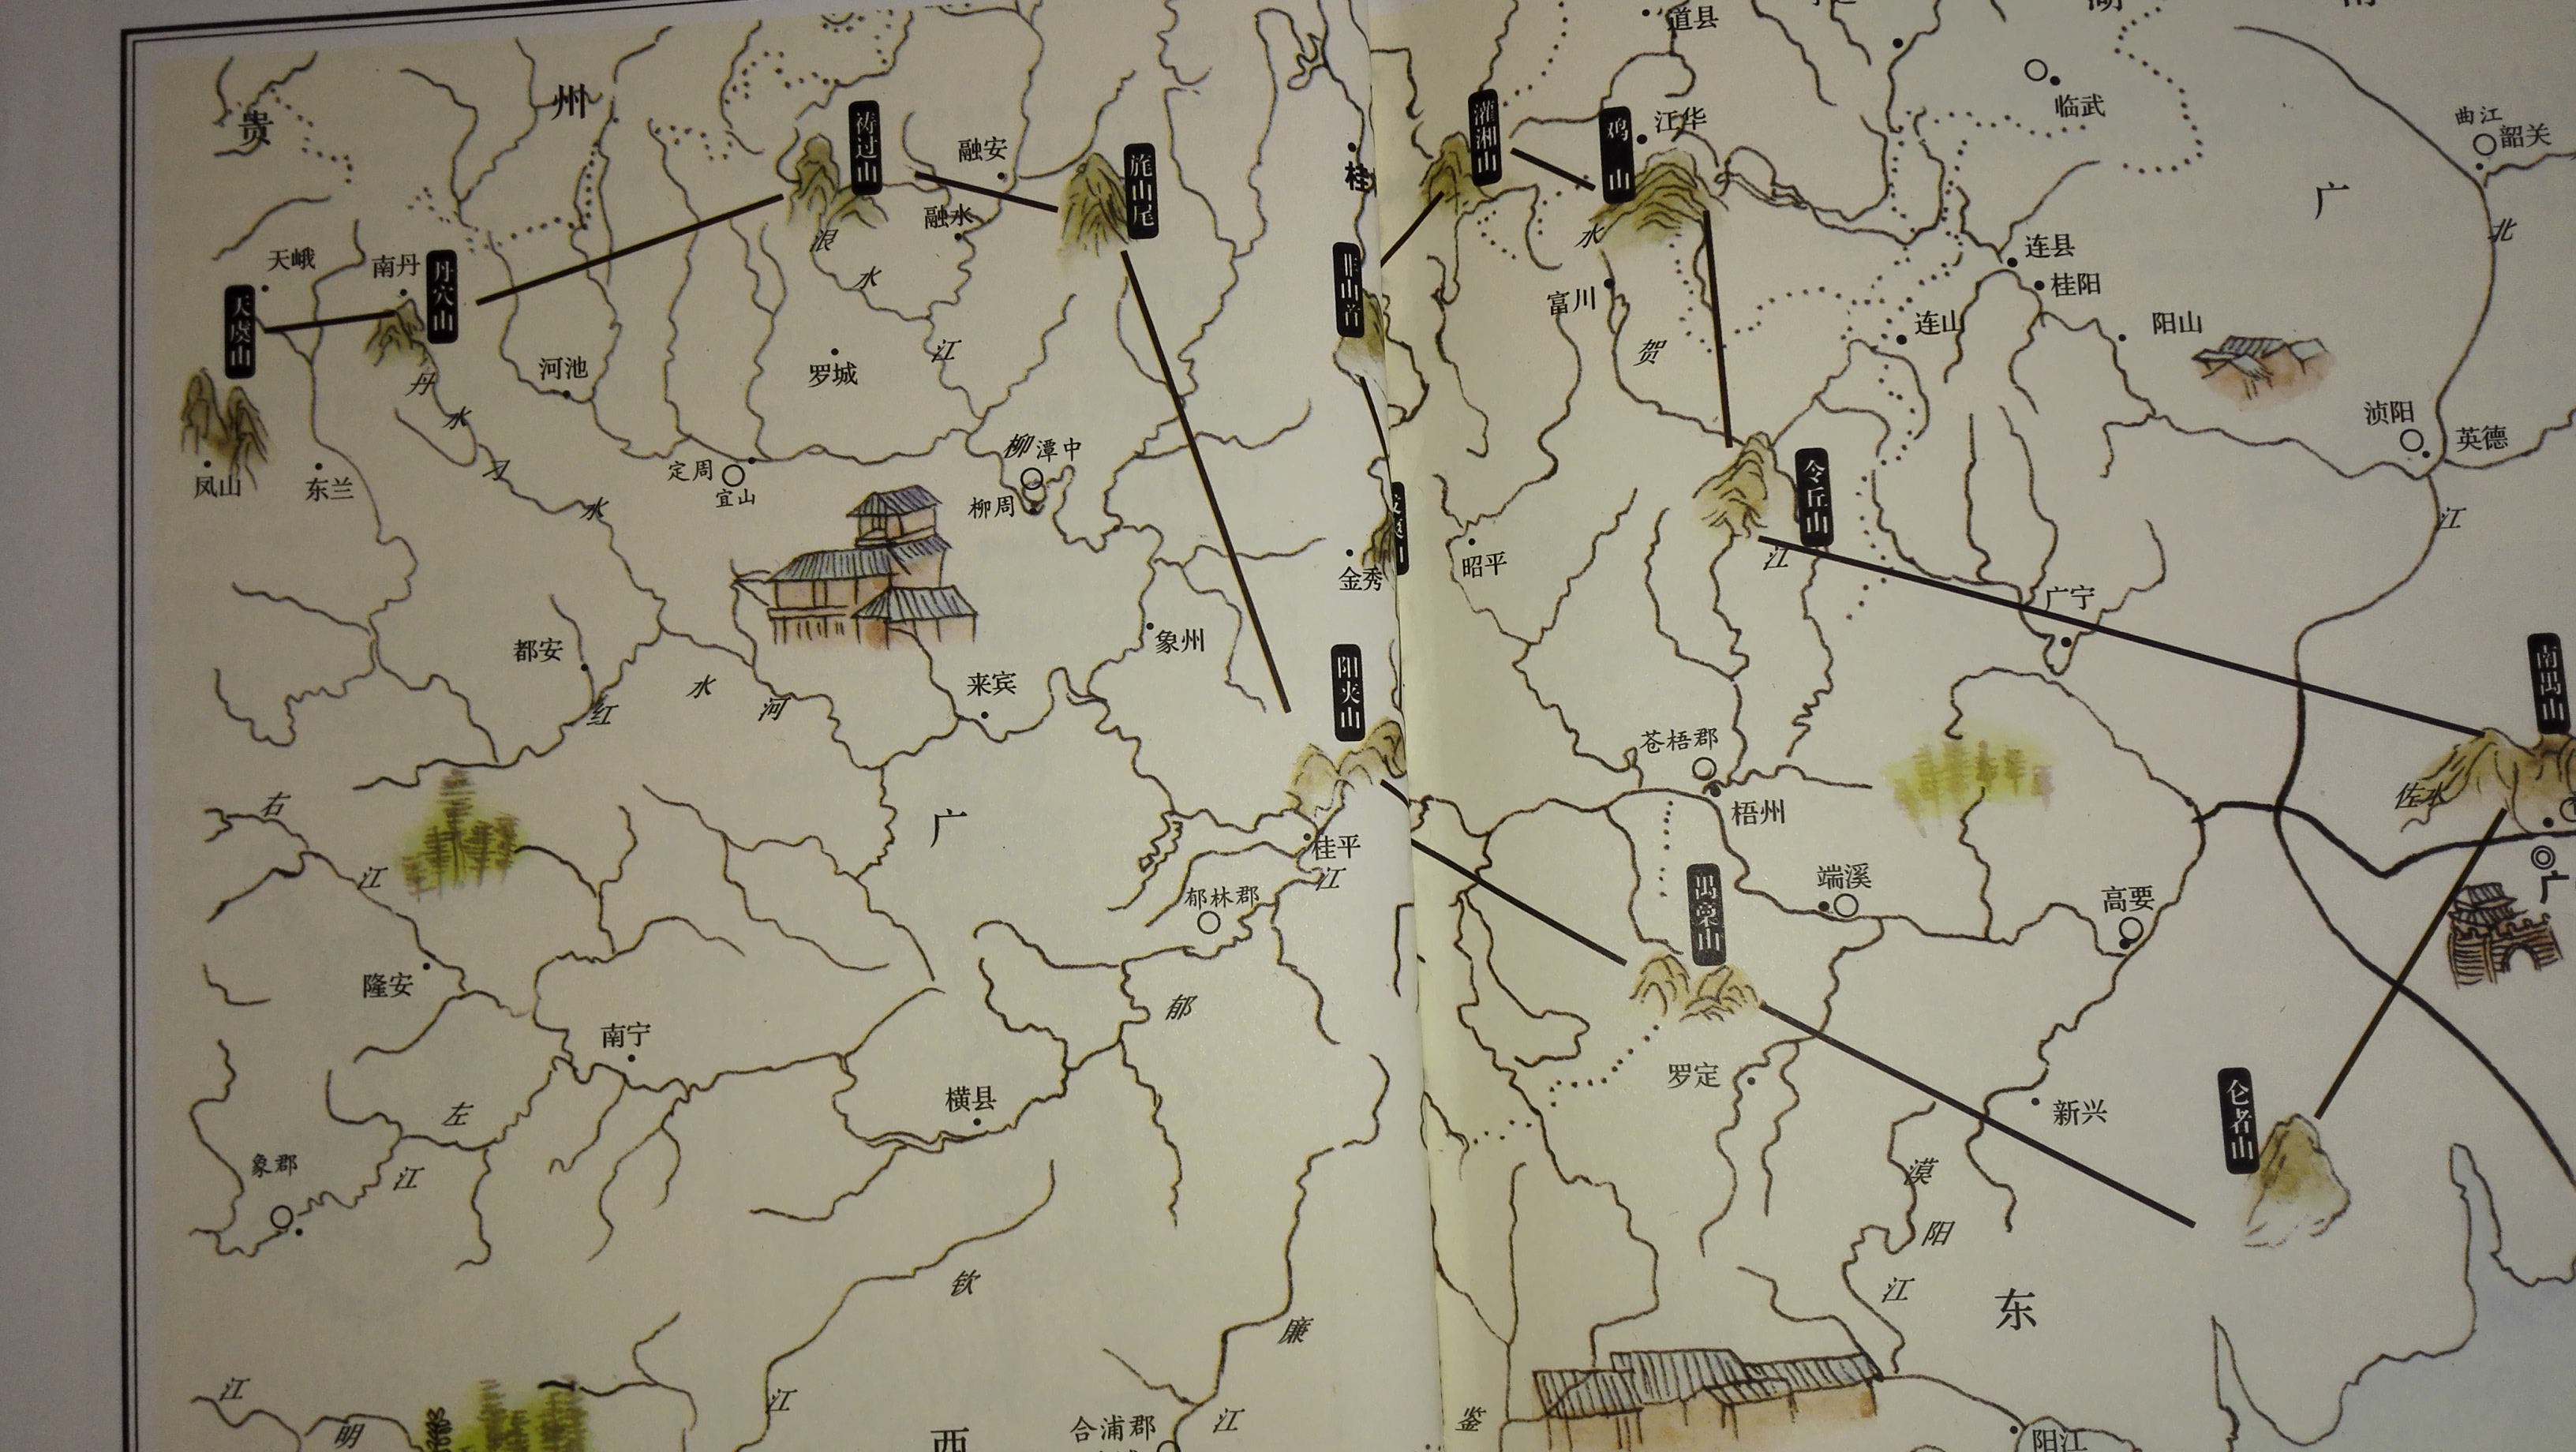 道县
湖
南
贵
州
祷过山
融安
旄山尾
桂
灌湘山
鸡山
江华
临武
曲江
韶关
广
北
融水
浪
水
天峨
南丹
丹穴山
天虞山
非山首
水
富川
连县
桂阳
连山
阳山
贺
江
罗城
河池
丹
水
浈阳
英德
柳
潭中
定周
宜山
柳周
凤山
东兰
刁
水
令丘山
江
江
金秀
昭平
广宁
都安
象州
来宾
阳夹山
南禺山
红
水
河
苍梧郡
梧州
佐水
右
江
广
桂平
江
郁林郡
禺槀山
端溪
高要
广
隆安
南宁
郁
罗定
横县
新兴
仑者山
左
江
象郡
漠
阳
江
钦
江
廉
江
东
江
明
西
合浦郡
鉴
阳江